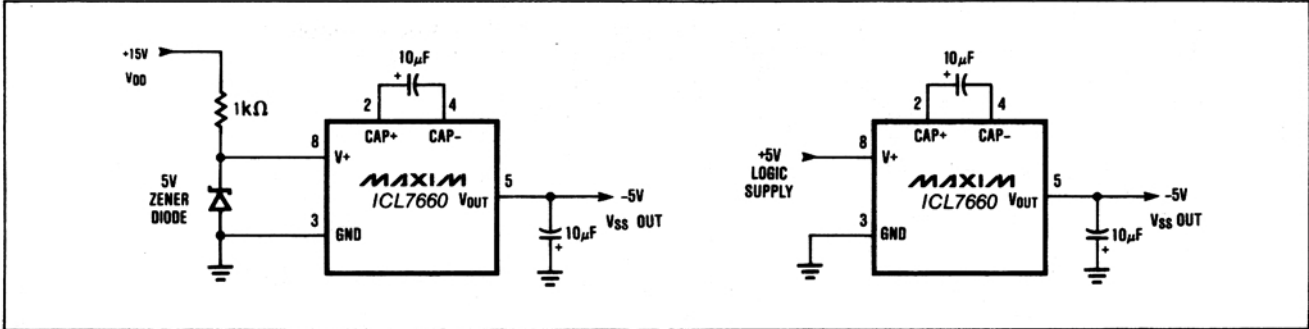 +15V
VDD
1kΩ
5V
ZENER
DIODE
10μF
+
2
4
CAP+
CAP-
8
V+
MAXIM
ICL7660
VOUT
5
3
GND
-5V
VSS OUT
10μF
+
+5V
LOGIC
SUPPLY
10μF
+
2
4
CAP+
CAP-
8
V+
MAXIM
ICL7660
VOUT
5
3
GND
-5V
VSS OUT
10μF
+